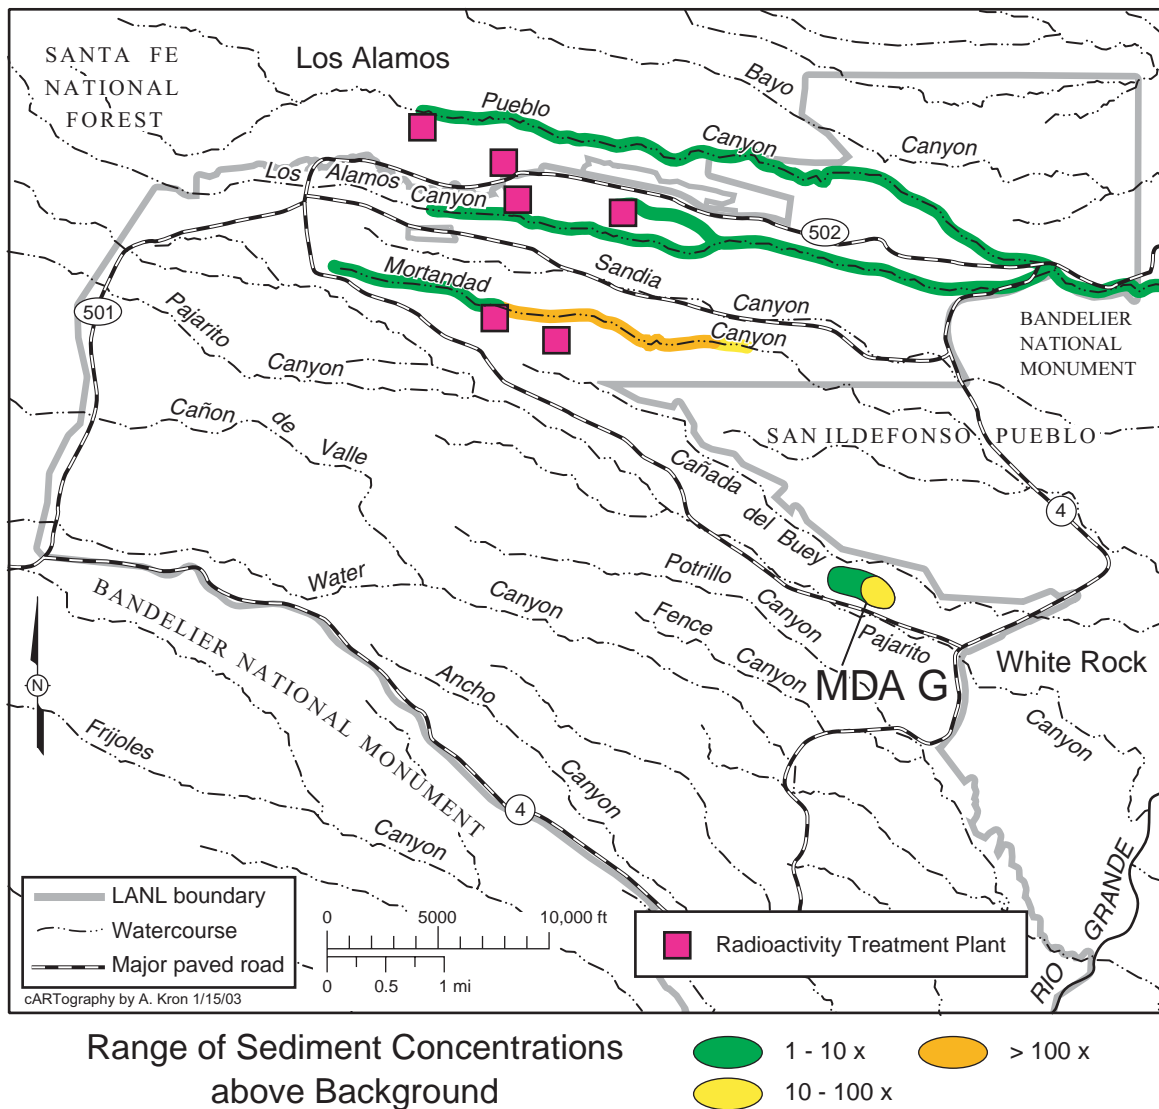 SANTA FE
NATIONAL
FOREST
Los Alamos
Bayo
Canyon
Pueblo
Canyon
Los Alamos
Canyon
502
Sandia
Canyon
Mortandad
Canyon
501
Pajarito
Canyon
BANDELIER
NATIONAL
MONUMENT
Cañon
de
Valle
SAN ILDEFONSO PUEBLO
Cañada
del Buey
4
Water
Canyon
Potrillo
Canyon
Fence
Canyon
Pajarito
White Rock
MDA G
Canyon
BANDELIER NATIONAL MONUMENT
Ancho
Canyon
N
Frijoles
Canyon
4
RIO GRANDE
LANL boundary
Watercourse
Major paved road
cARTography by A. Kron 1/15/03
0 5000 10,000 ft
0 0.5 1 mi
Radioactivity Treatment Plant
Range of Sediment Concentrations
above Background
1 - 10 x
> 100 x
10 - 100 x